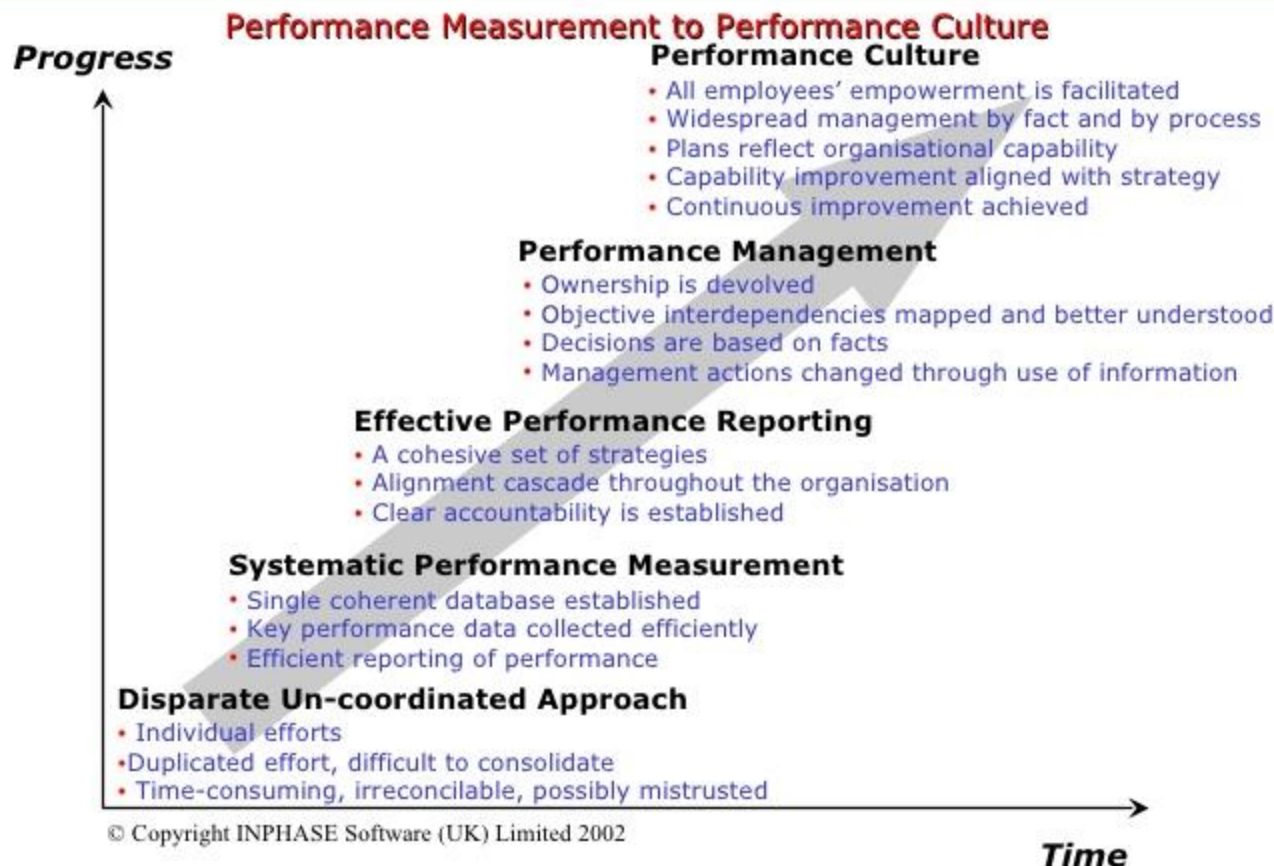 Performance Measurement to Performance Culture
Progress
Performance Culture
• All employees’ empowerment is facilitated
• Widespread management by fact and by process
• Plans reflect organisational capability
• Capability improvement aligned with strategy
• Continuous improvement achieved
Performance Management
• Ownership is devolved
• Objective interdependencies mapped and better understood
• Decisions are based on facts
• Management actions changed through use of information
Effective Performance Reporting
• A cohesive set of strategies
• Alignment cascade throughout the organisation
• Clear accountability is established
Systematic Performance Measurement
• Single coherent database established
• Key performance data collected efficiently
• Efficient reporting of performance
Disparate Un-coordinated Approach
• Individual efforts
•Duplicated effort, difficult to consolidate
• Time-consuming, irreconcilable, possibly mistrusted
© Copyright INPHASE Software (UK) Limited 2002
Time